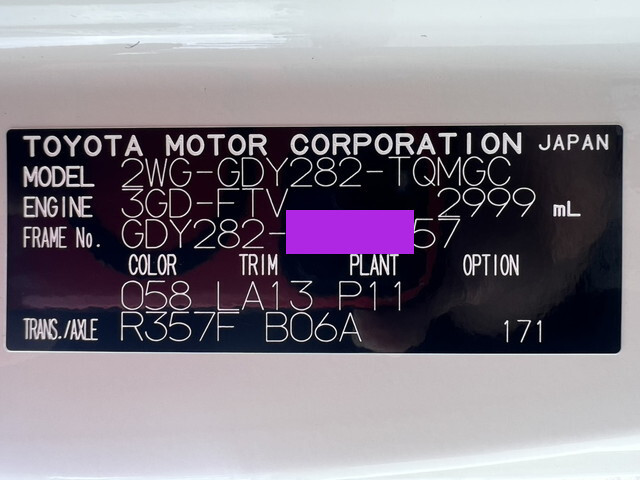 TOYOTA MOTOR CORPORATION JAPAN
MODEL 2WG-GDY282-TQMGC
ENGINE 3GD-FTV 2999 mL
FRAME No. GDY282- 57
COLOR TRIM PLANT OPTION
058 LA13 P11
TRANS./AXLE R357F B06A 171